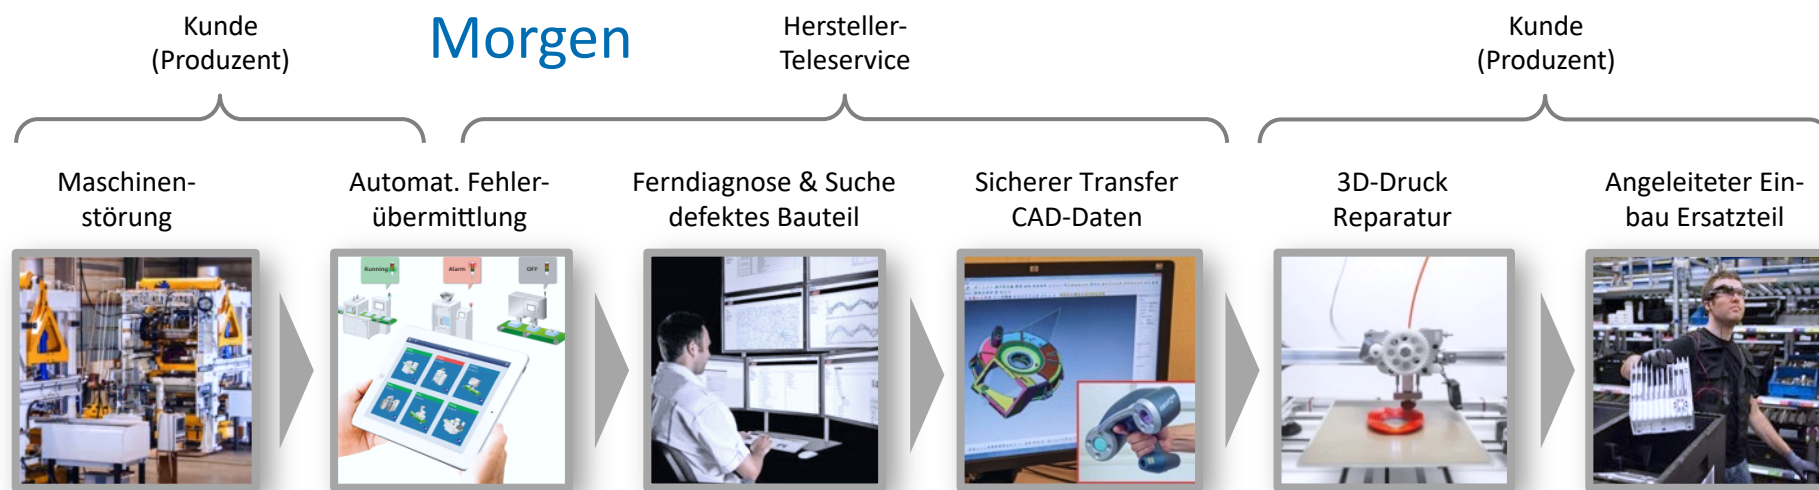 Kunde
(Produzent)
Morgen
Hersteller-
Teleservice
Kunde
(Produzent)
Maschinen-
störung
Automat. Fehler-
übermittlung
Ferndiagnose & Suche
defektes Bauteil
Sicherer Transfer
CAD-Daten
3D-Druck
Reparatur
Angeleiteter Ein-
bau Ersatzteil
Running
Alarm
OFF